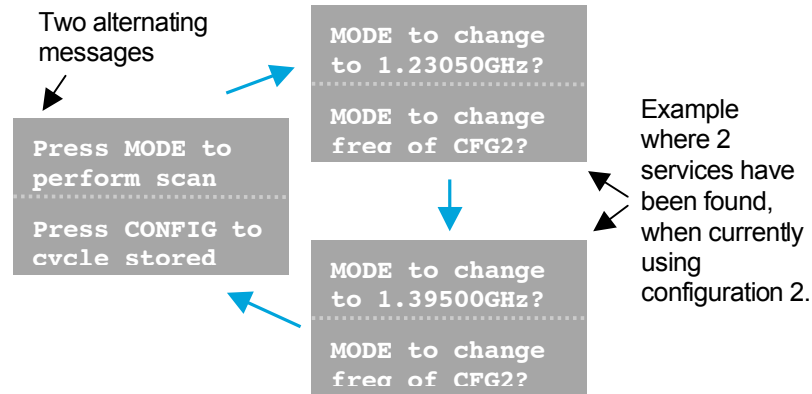 Two alternating
messages
MODE to change
to 1.23050GHz?
MODE to change
freq of CFG2?
Press MODE to
perform scan
Press CONFIG to
cycle stored
Example
where 2
services have
been found,
when currently
using
configuration 2.
MODE to change
to 1.39500GHz?
MODE to change
freq of CFG2?